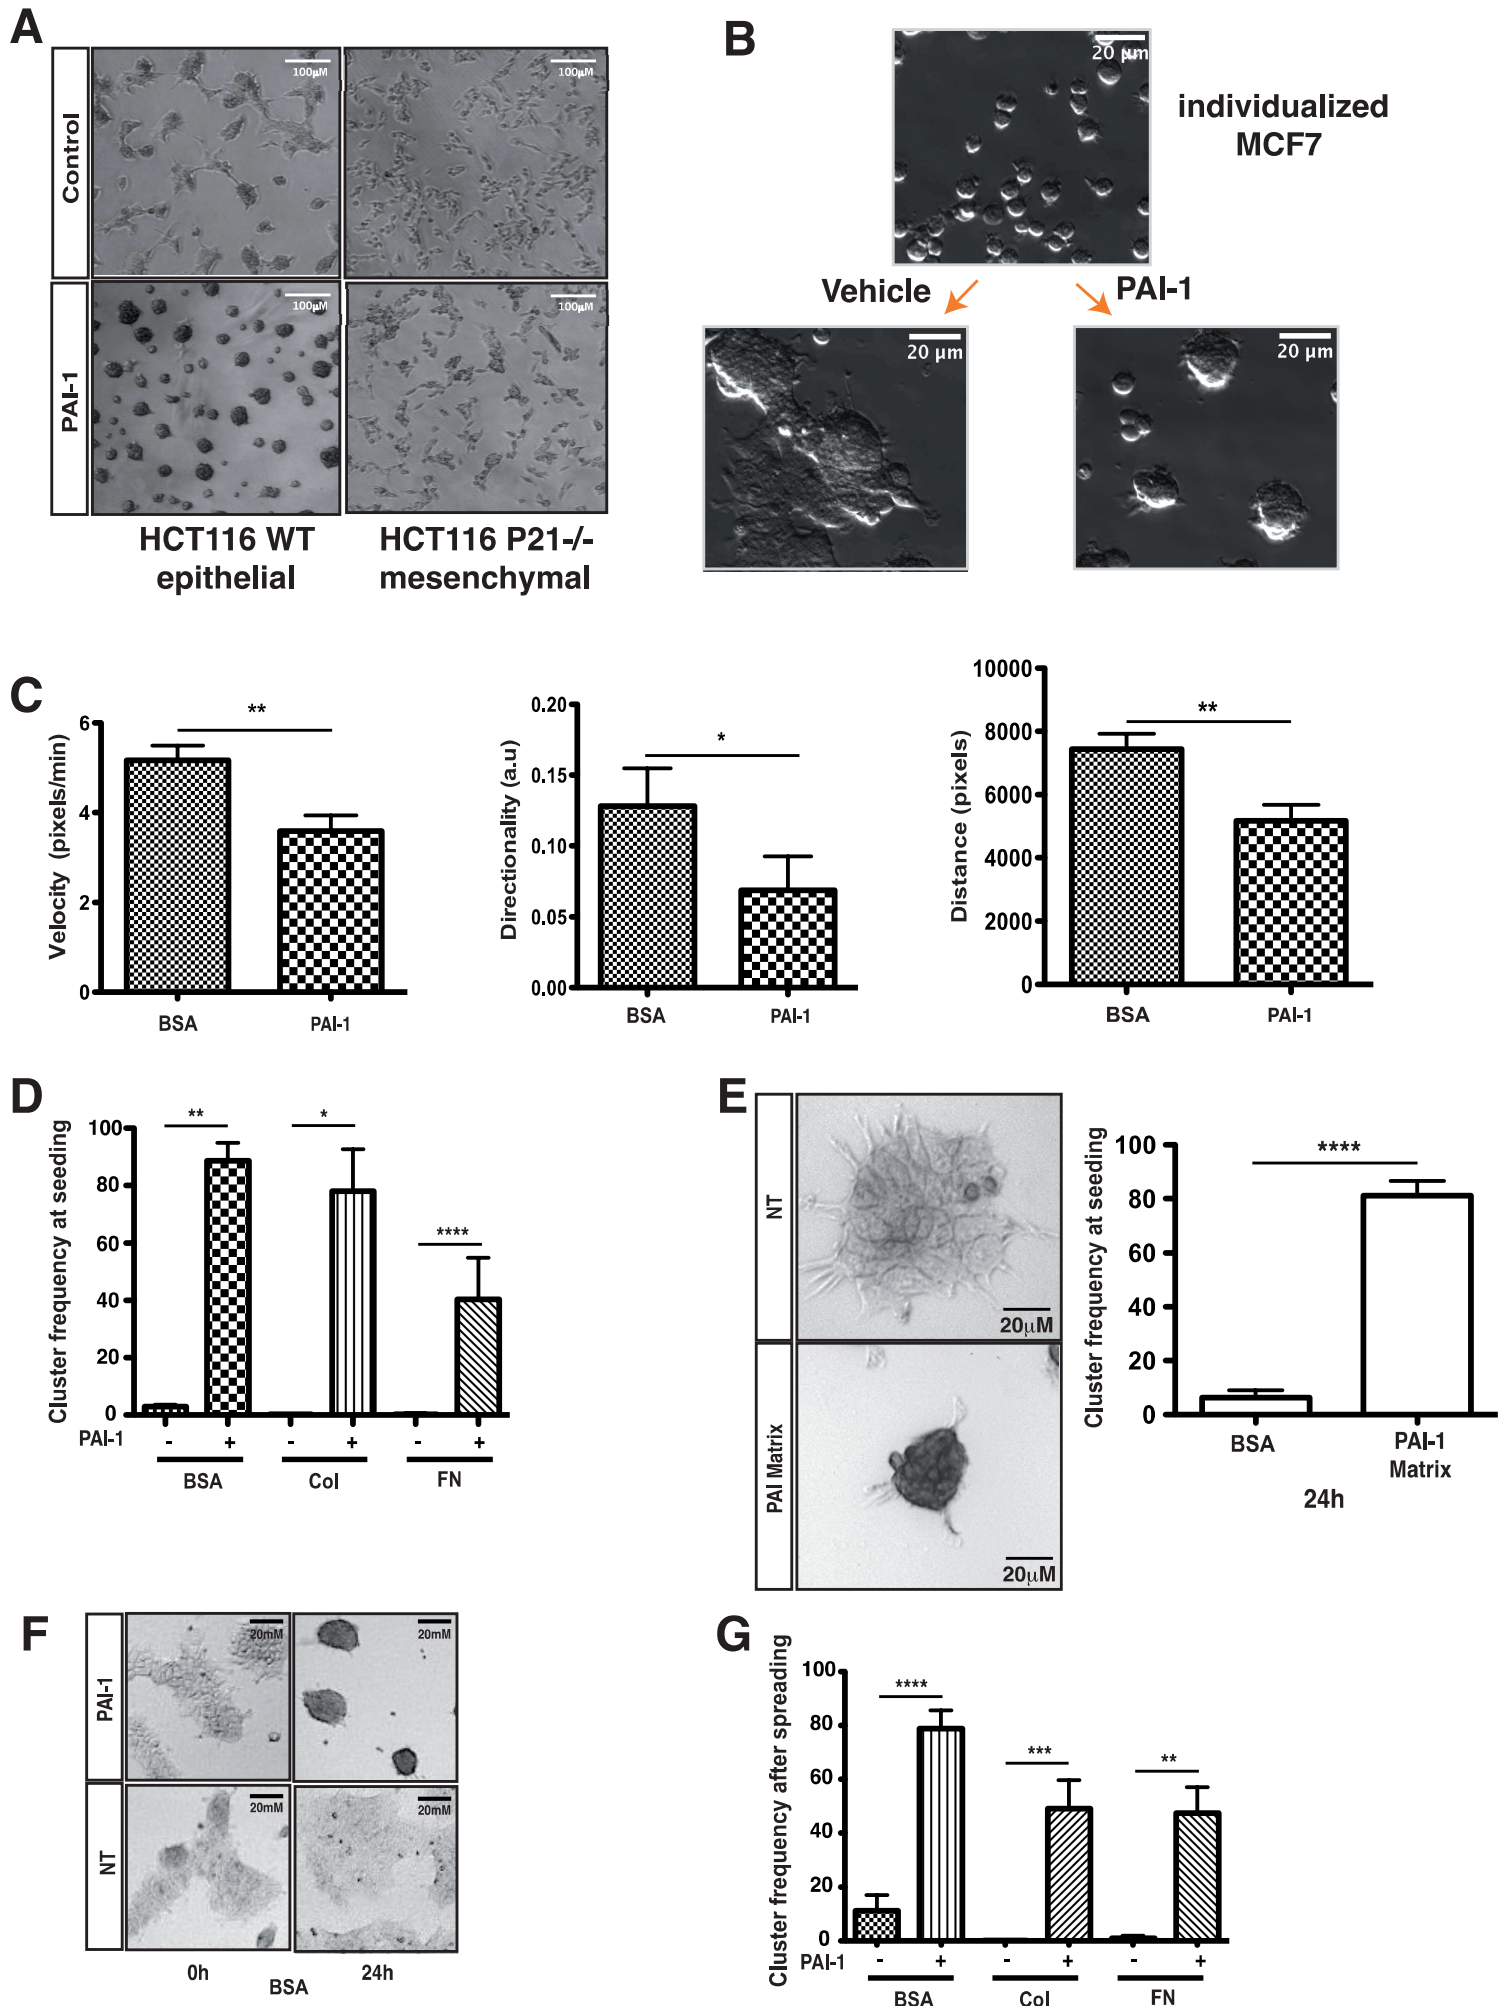 A
Control
100µM
100µM
PAI-1
100µM
100µM
HCT116 WT
epithelial
HCT116 P21-/-
mesenchymal
B
20 µm
individualized
MCF7
Vehicle
PAI-1
20 µm
20 µm
C
Velocity (pixels/min)
6
4
2
0
**
BSA
PAI-1
Directionality (a.u)
0.20
0.15
0.10
0.05
0.00
*
BSA
PAI-1
Distance (pixels)
10000
8000
6000
4000
2000
0
**
BSA
PAI-1
D
Cluster frequency at seeding
100
80
60
40
20
0
**
*
****
PAI-1 - + - + - +
BSA Col FN
E
NT
20µM
PAI Matrix
20µM
Cluster frequency at seeding
100
80
60
40
20
0
****
BSA
PAI-1
Matrix
24h
F
PAI-1
20mM
20mM
NT
20mM
20mM
0h
24h
BSA
G
Cluster frequency after spreading
100
80
60
40
20
0
****
***
**
PAI-1 - + - + - +
BSA Col FN